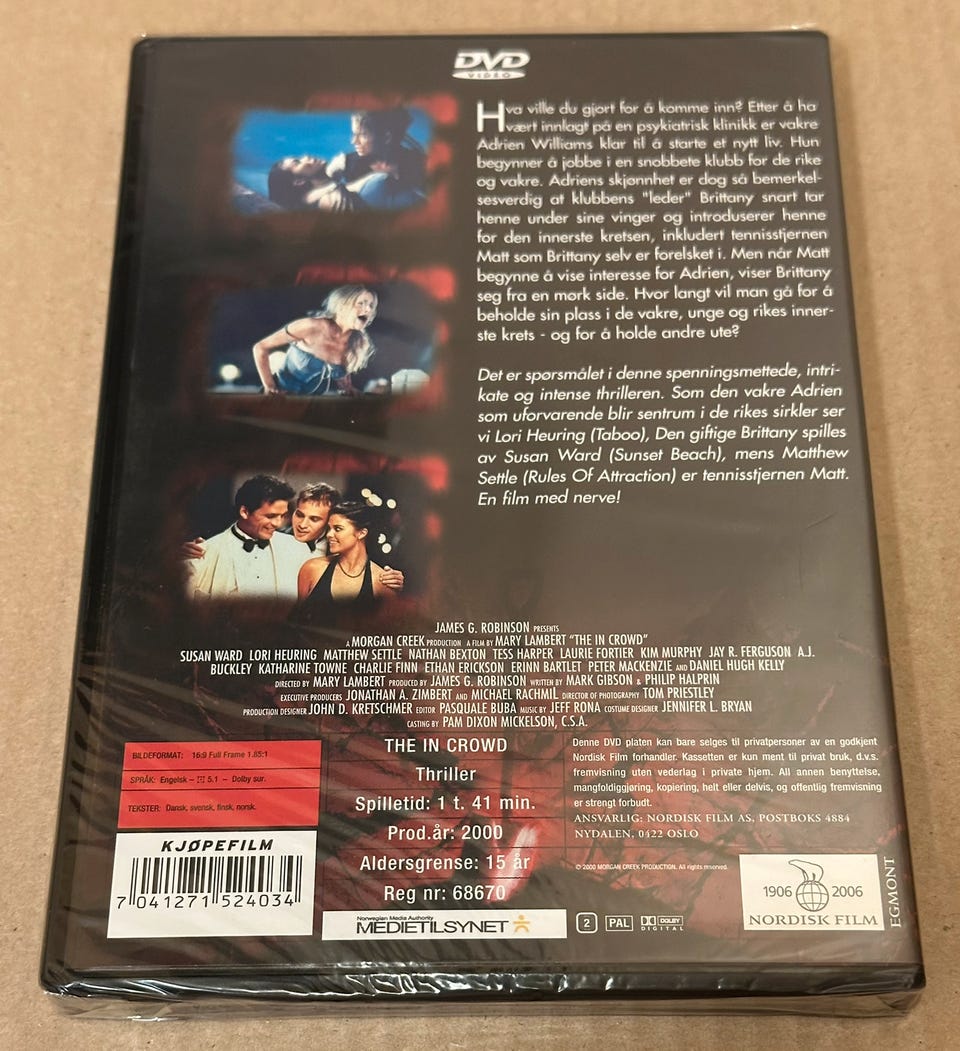 DVD
VIDEO
Hva ville du gjort for å komme inn? Etter å ha
vært innlagt på en psykiatrisk klinikk er vakre
Adrien Williams klar til å starte et nytt liv. Hun
begynner å jobbe i en snobbete klubb for de rike
og vakre. Adriens skjønnhet er dog så bemerkel-
sesverdig at klubbens "leder" Brittany snart tar
henne under sine vinger og introduserer henne
for den innerste kretsen, inkludert tennisstjernen
Matt som Brittany selv er forelsket i. Men når Matt
begynne å vise interesse for Adrien, viser Brittany
seg fra en mørk side. Hvor langt vil man gå for å
beholde sin plass i de vakre, unge og rikes inner-
ste krets - og for å holde andre ute?
Det er spørsmålet i denne spenningsmettede, intri-
kate og intense thrilleren. Som den vakre Adrien
som uforvarende blir sentrum i de rikes sirkler ser
vi Lori Heuring (Taboo), Den giftige Brittany spilles
av Susan Ward (Sunset Beach), mens Matthew
Settle (Rules Of Attraction) er tennisstjernen Matt.
En film med nerve!
JAMES G. ROBINSON PRESENTS
A MORGAN CREEK PRODUCTION A FILM BY MARY LAMBERT "THE IN CROWD"
SUSAN WARD LORI HEURING MATTHEW SETTLE NATHAN BEXTON TESS HARPER LAURIE FORTIER KIM MURPHY JAY R. FERGUSON A.J.
BUCKLEY KATHARINE TOWNE CHARLIE FINN ETHAN ERICKSON ERINN BARTLET PETER MACKENZIE AND DANIEL HUGH KELLY
DIRECTED BY MARY LAMBERT PRODUCED BY JAMES G. ROBINSON WRITTEN BY MARK GIBSON & PHILIP HALPRIN
EXECUTIVE PRODUCERS JONATHAN A. ZIMBERT AND MICHAEL RACHMIL DIRECTOR OF PHOTOGRAPHY TOM PRIESTLEY
PRODUCTION DESIGNER JOHN D. KRETSCHMER EDITOR PASQUALE BUBA MUSIC BY JEFF RONA COSTUME DESIGNER JENNIFER L. BRYAN
CASTING BY PAM DIXON MICKELSON, C.S.A.
BILDEFORMAT: 16:9 Full Frame 1.85:1
SPRÅK: Engelsk - 5.1 - Dolby sur.
TEKSTER: Dansk, svensk, finsk, norsk.
KJØPEFILM
7 041271 524034
THE IN CROWD
Thriller
Spilletid: 1 t. 41 min.
Prod.år: 2000
Aldersgrense: 15 år
Reg nr: 68670
Norwegian Media Authority
MEDIETILSYNET
Denne DVD platen kan bare selges til privatpersoner av en godkjent
Nordisk Film forhandler. Kassetten er kun ment til privat bruk, d.v.s.
fremvisning uten vederlag i private hjem. All annen benyttelse,
mangfoldiggjøring, kopiering, helt eller delvis, og offentlig fremvisning
er strengt forbudt.
ANSVARLIG: NORDISK FILM AS, POSTBOKS 4884
NYDALEN, 0422 OSLO
© 2000 MORGAN CREEK PRODUCTION. All rights reserved.
2 PAL DOLBY
DIGITAL
1906 2006
NORDISK FILM
EGMONT